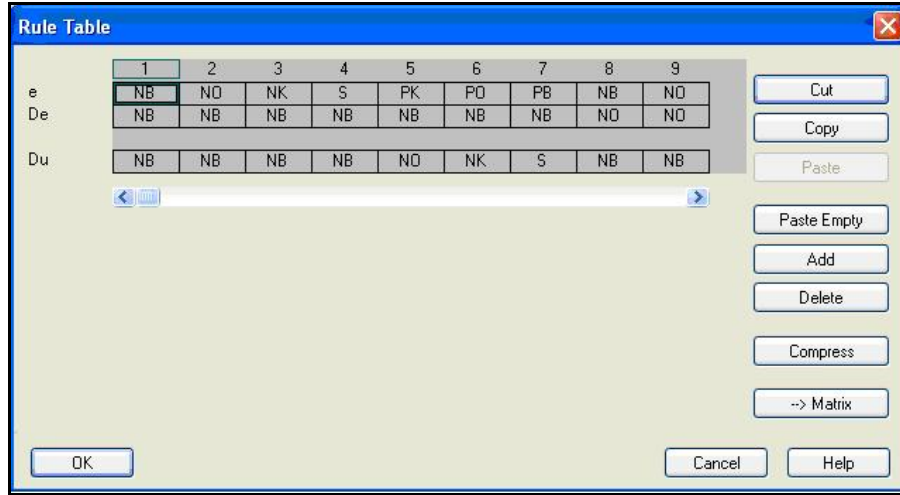 Rule Table
1 2 3 4 5 6 7 8 9
e NB NO NK S PK PO PB NB NO
De NB NB NB NB NB NB NB NO NO
Du NB NB NB NB NO NK S NB NB
Cut
Copy
Paste
Paste Empty
Add
Delete
Compress
--> Matrix
OK Cancel Help